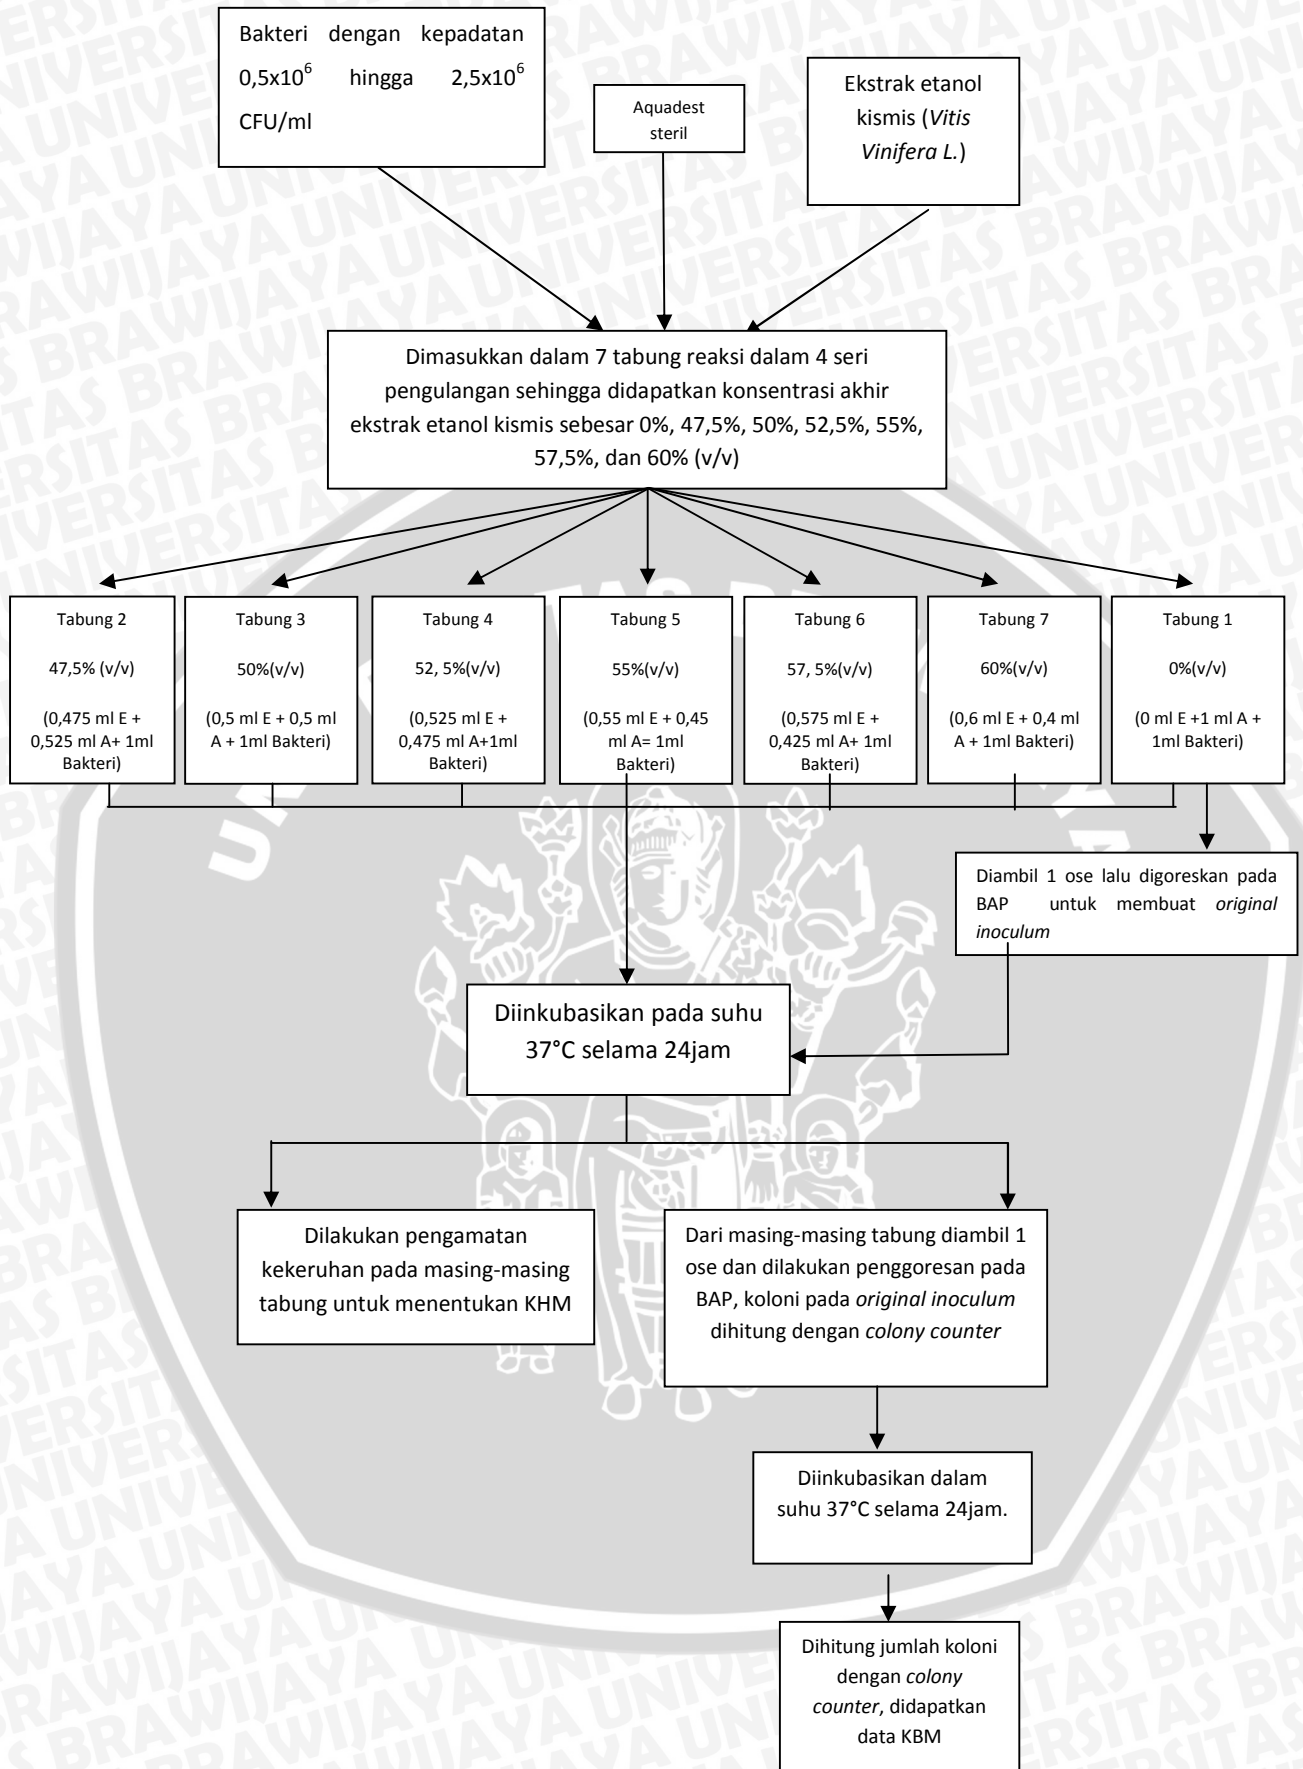 Bakteri dengan kepadatan
0,5x10⁶ hingga 2,5x10⁶
CFU/ml
Aquadest
steril
Ekstrak etanol
kismis (Vitis
Vinifera L.)
Dimasukkan dalam 7 tabung reaksi dalam 4 seri
pengulangan sehingga didapatkan konsentrasi akhir
ekstrak etanol kismis sebesar 0%, 47,5%, 50%, 52,5%, 55%,
57,5%, dan 60% (v/v)
Tabung 2
47,5% (v/v)
(0,475 ml E +
0,525 ml A+ 1ml
Bakteri)
Tabung 3
50%(v/v)
(0,5 ml E + 0,5 ml
A + 1ml Bakteri)
Tabung 4
52, 5%(v/v)
(0,525 ml E +
0,475 ml A+1ml
Bakteri)
Tabung 5
55%(v/v)
(0,55 ml E + 0,45
ml A= 1ml
Bakteri)
Tabung 6
57, 5%(v/v)
(0,575 ml E +
0,425 ml A+ 1ml
Bakteri)
Tabung 7
60%(v/v)
(0,6 ml E + 0,4 ml
A + 1ml Bakteri)
Tabung 1
0%(v/v)
(0 ml E +1 ml A +
1ml Bakteri)
Diambil 1 ose lalu digoreskan pada
BAP untuk membuat original
inoculum
Diinkubasikan pada suhu
37°C selama 24jam
Dilakukan pengamatan
kekeruhan pada masing-masing
tabung untuk menentukan KHM
Dari masing-masing tabung diambil 1
ose dan dilakukan penggoresan pada
BAP, koloni pada original inoculum
dihitung dengan colony counter
Diinkubasikan dalam
suhu 37°C selama 24jam.
Dihitung jumlah koloni
dengan colony
counter, didapatkan
data KBM